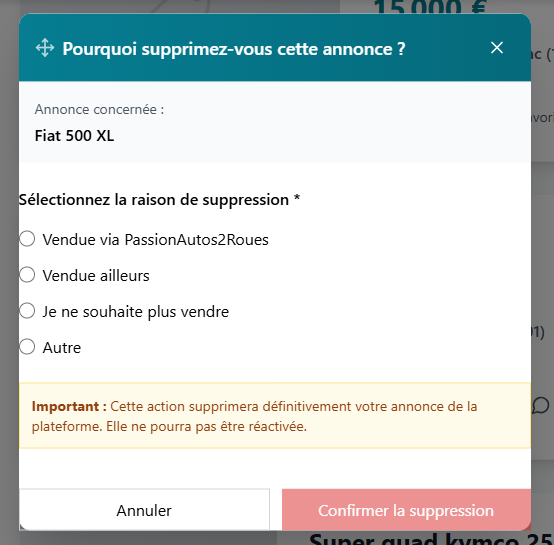 15 000 €
Pourquoi supprimez-vous cette annonce ?
Annonce concernée :
Fiat 500 XL
Sélectionnez la raison de suppression *
Vendue via PassionAutos2Roues
Vendue ailleurs
Je ne souhaite plus vendre
Autre
Important : Cette action supprimera définitivement votre annonce de la
plateforme. Elle ne pourra pas être réactivée.
Annuler
Confirmer la suppression
Super quad kymco 25